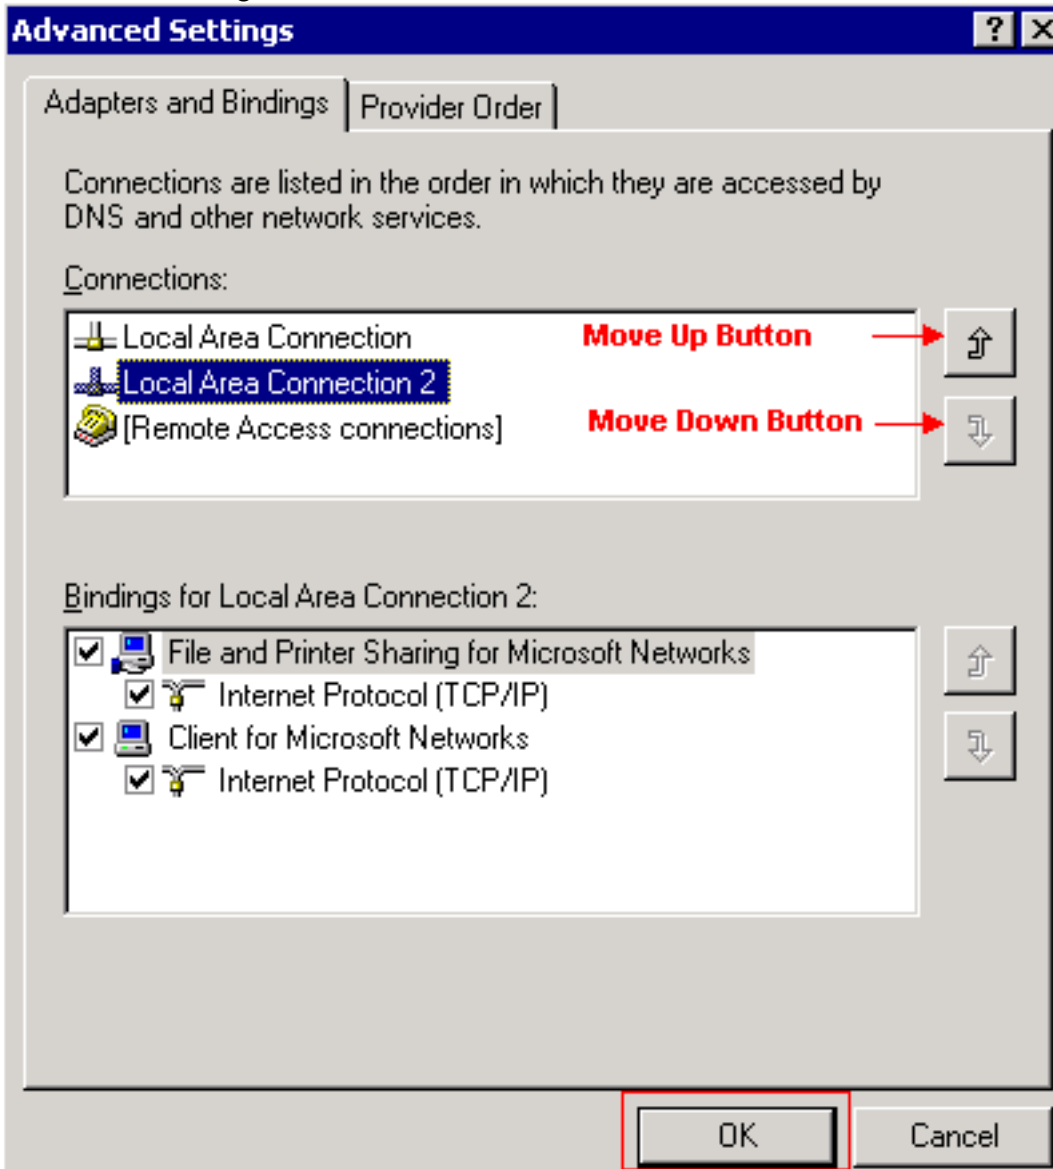 Advanced Settings
Adapters and Bindings
Provider Order
Connections are listed in the order in which they are accessed by
DNS and other network services.
Connections:
Local Area Connection
Move Up Button
Local Area Connection 2
[Remote Access connections]
Move Down Button
Bindings for Local Area Connection 2:
File and Printer Sharing for Microsoft Networks
Internet Protocol (TCP/IP)
Client for Microsoft Networks
Internet Protocol (TCP/IP)
OK
Cancel